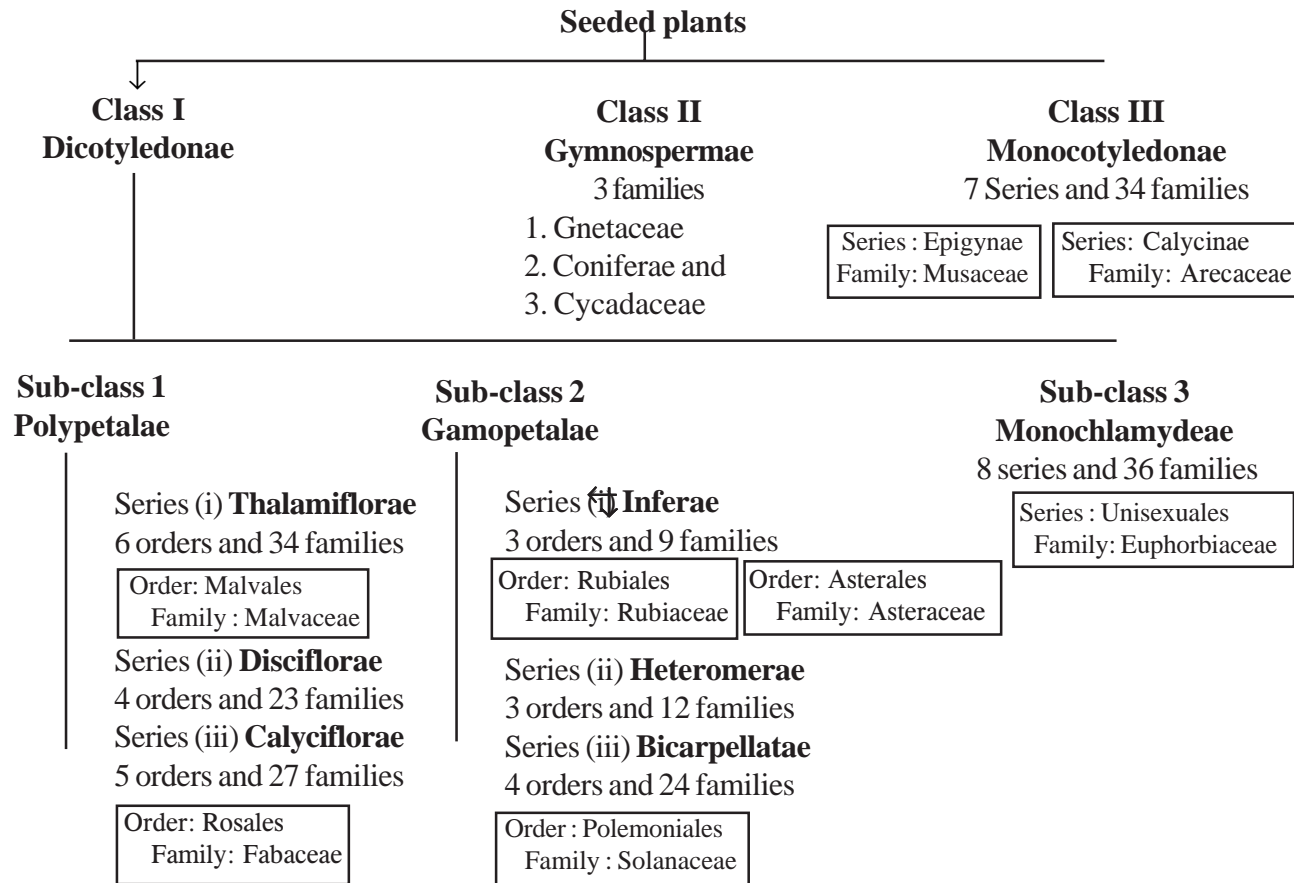 Seeded plants
Class I
Dicotyledonae
Class II
Gymnospermae
3 families
1. Gnetaceae
2. Coniferae and
3. Cycadaceae
Class III
Monocotyledonae
7 Series and 34 families
Series : Epigynae
Family: Musaceae
Series: Calycinae
Family: Arecaceae
Sub-class 1
Polypetalae
Series (i) Thalamiflorae
6 orders and 34 families
Order: Malvales
Family : Malvaceae
Series (ii) Disciflorae
4 orders and 23 families
Series (iii) Calyciflorae
5 orders and 27 families
Order: Rosales
Family: Fabaceae
Sub-class 2
Gamopetalae
Series (i) Inferae
3 orders and 9 families
Order: Rubiales
Family: Rubiaceae
Order: Asterales
Family: Asteraceae
Series (ii) Heteromerae
3 orders and 12 families
Series (iii) Bicarpellatae
4 orders and 24 families
Order : Polemoniales
Family : Solanaceae
Sub-class 3
Monochlamydeae
8 series and 36 families
Series : Unisexuales
Family: Euphorbiaceae